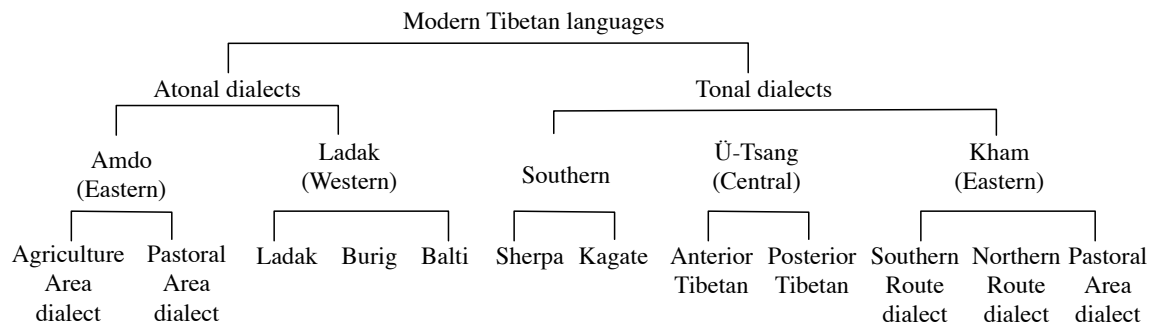 Modern Tibetan languages
Atonal dialects
Tonal dialects
Amdo
(Eastern)
Ladak
(Western)
Southern
Ü-Tsang
(Central)
Kham
(Eastern)
Agriculture
Area
dialect
Pastoral
Area
dialect
Ladak
Burig
Balti
Sherpa
Kagate
Anterior
Tibetan
Posterior
Tibetan
Southern
Route
dialect
Northern
Route
dialect
Pastoral
Area
dialect